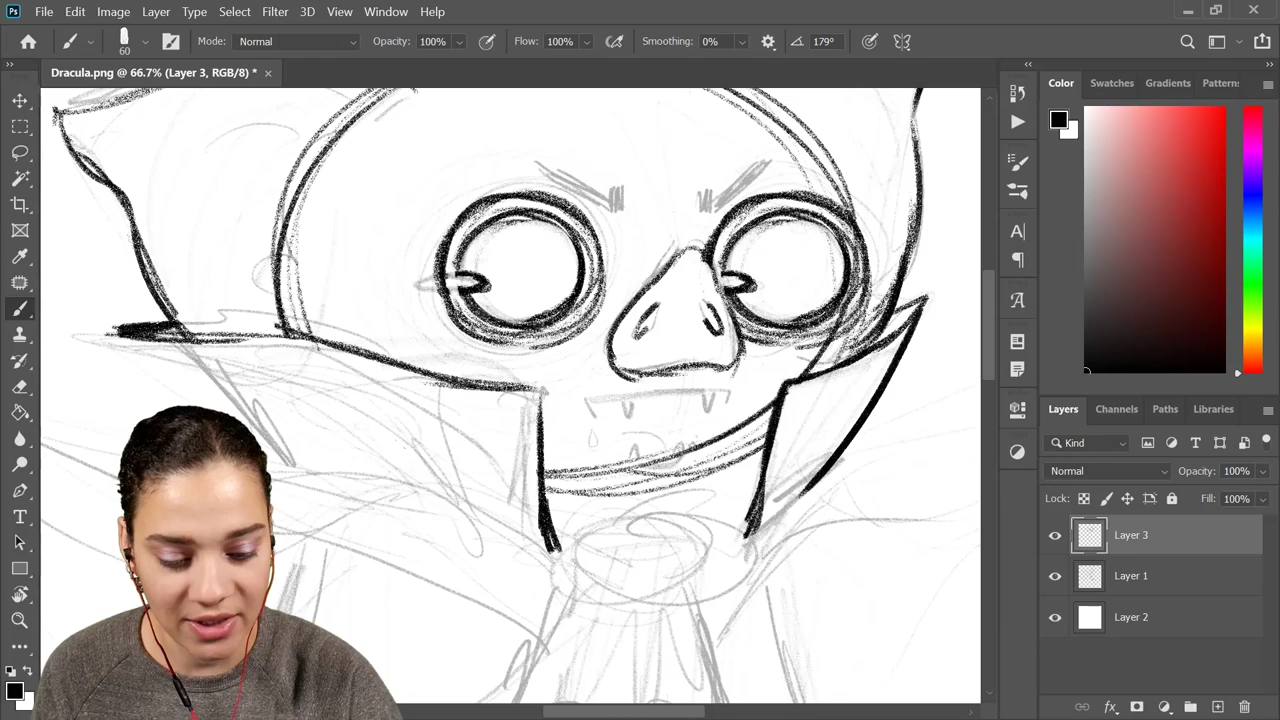 Ps File Edit Image Layer Type Select Filter 3D View Window Help
60 Mode: Normal Opacity: 100% Flow: 100% Smoothing: 0% 179°
Dracula.png @ 66.7% (Layer 3, RGB/8) * ×
Color Swatches Gradients Patterns
Layers Channels Paths Libraries
Kind
Normal Opacity: 100%
Lock: Fill: 100%
Layer 3
Layer 1
Layer 2
fx